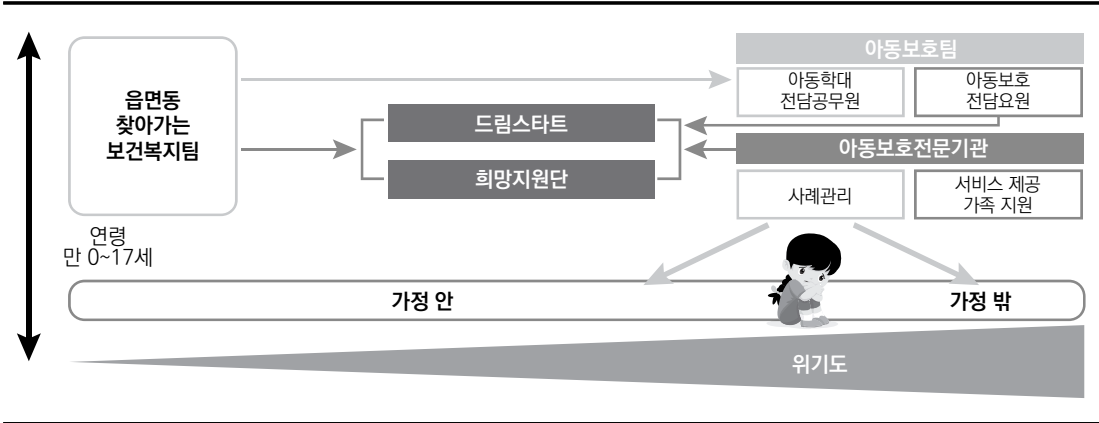 읍면동
찾아가는
보건복지팀
연령
만 0~17세
드림스타트
희망지원단
아동보호팀
아동학대
전담공무원
아동보호
전담요원
아동보호전문기관
사례관리
서비스 제공
가족 지원
가정 안
가정 밖
위기도